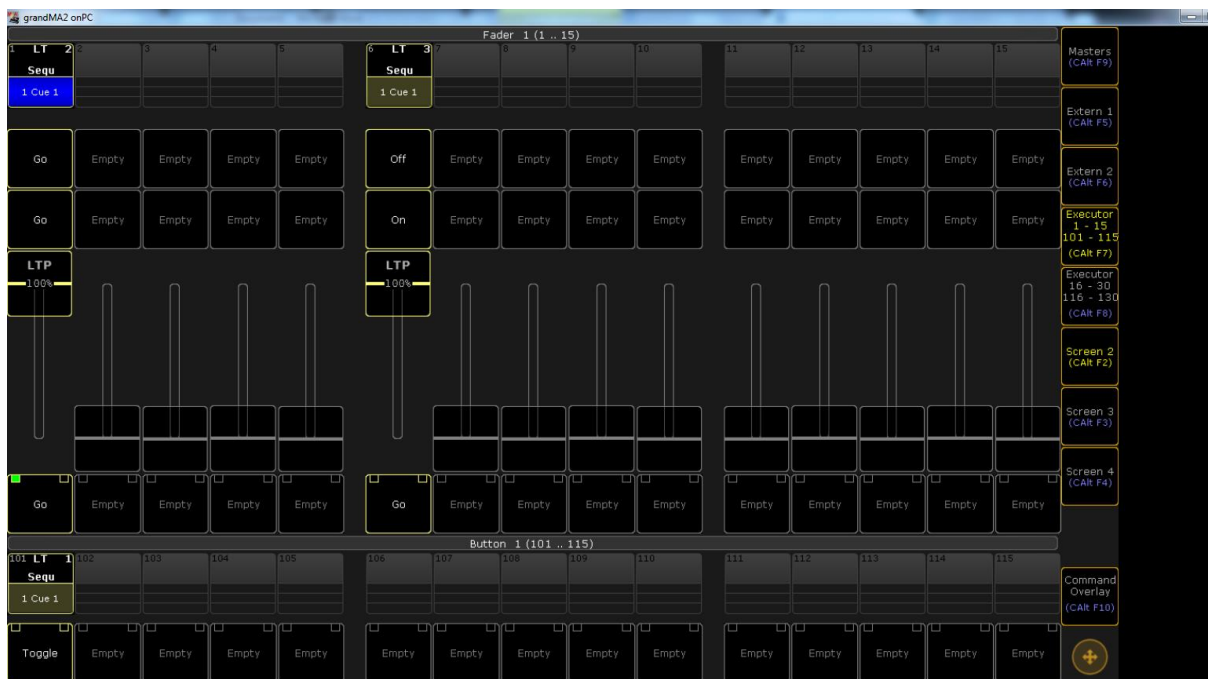 grandMA2 onPC
Fader 1 (1 .. 15)
1 LT 2 2 3 4 5 6 LT 3 7 8 9 10 11 12 13 14 15
Sequ Sequ
1 Cue 1 1 Cue 1
Go Empty Empty Empty Empty Off Empty Empty Empty Empty Empty Empty Empty Empty Empty
Go Empty Empty Empty Empty On Empty Empty Empty Empty Empty Empty Empty Empty Empty
LTP LTP
100% 100%
Go Empty Empty Empty Empty Go Empty Empty Empty Empty Empty Empty Empty Empty Empty
Button 1 (101 .. 115)
101 LT 1 102 103 104 105 106 107 108 109 110 111 112 113 114 115
Sequ
1 Cue 1
Toggle Empty Empty Empty Empty Empty Empty Empty Empty Empty Empty Empty Empty Empty Empty
Masters
(CAlt F9)
Extern 1
(CAlt F5)
Extern 2
(CAlt F6)
Executor
1 - 15
101 - 115
(CAlt F7)
Executor
16 - 30
116 - 130
(CAlt F8)
Screen 2
(CAlt F2)
Screen 3
(CAlt F3)
Screen 4
(CAlt F4)
Command
Overlay
(CAlt F10)